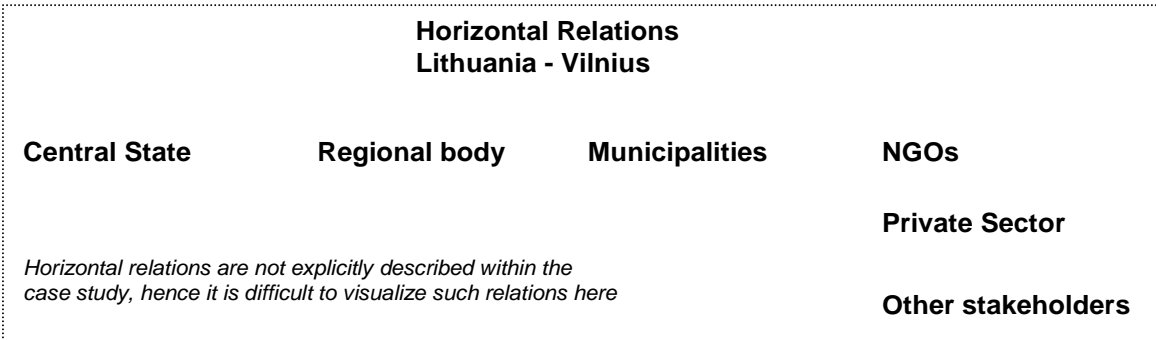 Horizontal Relations
Lithuania - Vilnius
Central State Regional body Municipalities NGOs
Private Sector
Horizontal relations are not explicitly described within the
case study, hence it is difficult to visualize such relations here
Other stakeholders